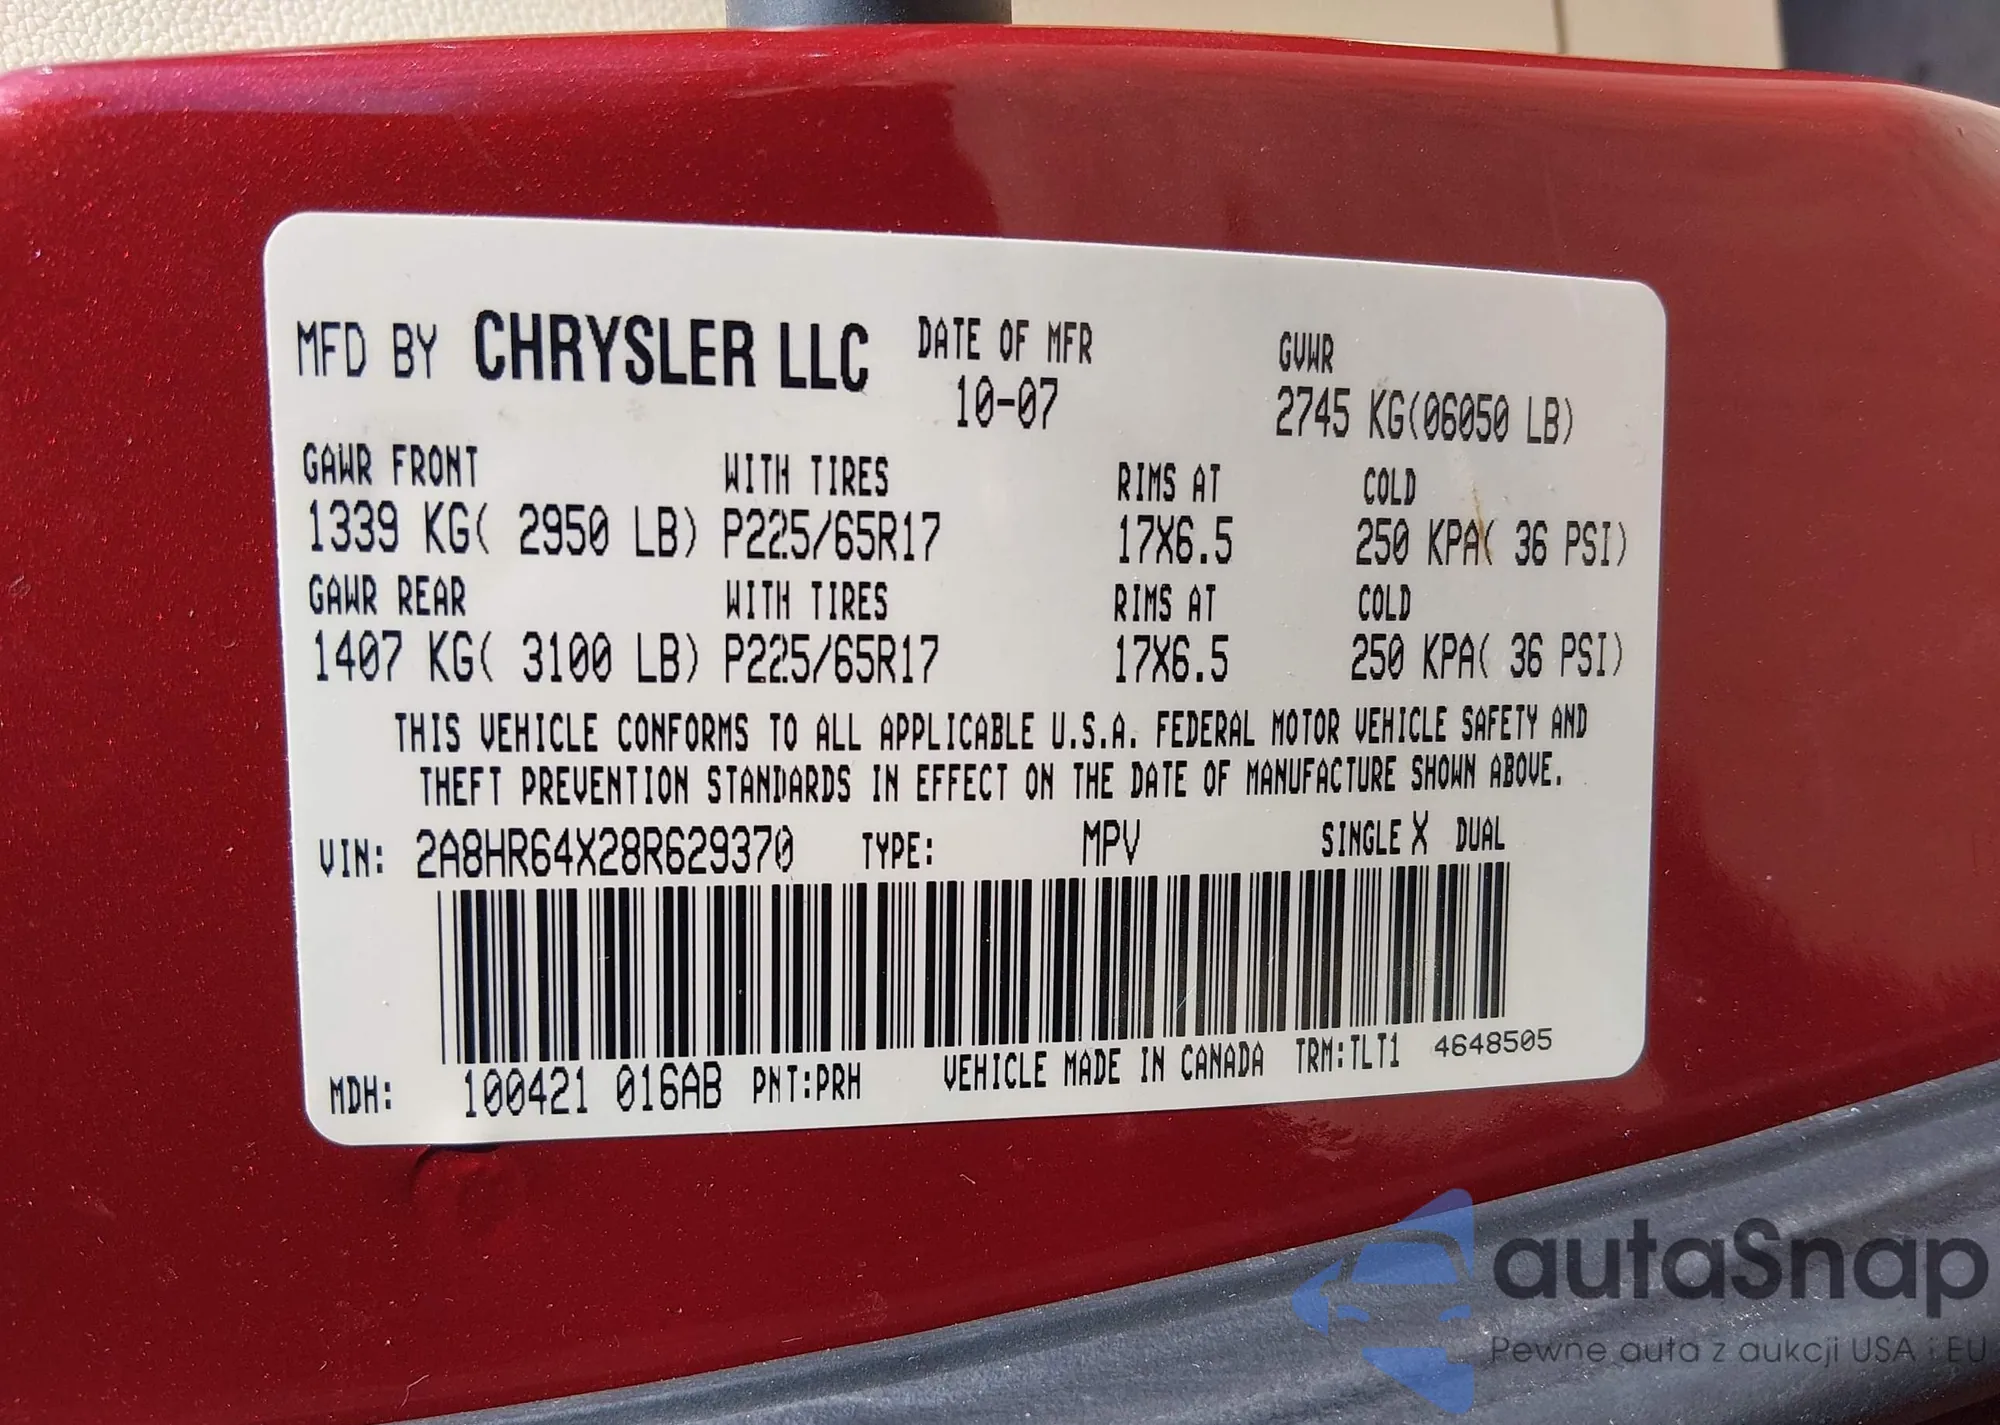 MFD BY CHRYSLER LLC DATE OF MFR GVWR
10-07 2745 KG(06050 LB)
GAWR FRONT WITH TIRES RIMS AT COLD
1339 KG( 2950 LB) P225/65R17 17X6.5 250 KPA( 36 PSI)
GAWR REAR WITH TIRES RIMS AT COLD
1407 KG( 3100 LB) P225/65R17 17X6.5 250 KPA( 36 PSI)
THIS VEHICLE CONFORMS TO ALL APPLICABLE U.S.A. FEDERAL MOTOR VEHICLE SAFETY AND
THEFT PREVENTION STANDARDS IN EFFECT ON THE DATE OF MANUFACTURE SHOWN ABOVE.
VIN: 2A8HR64X28R629370 TYPE: MPV SINGLE X DUAL
MDH: 100421 016AB PNT:PRH VEHICLE MADE IN CANADA TRM:TLT1 4648505
autaSnap
Pewne auta z aukcji USA i EU